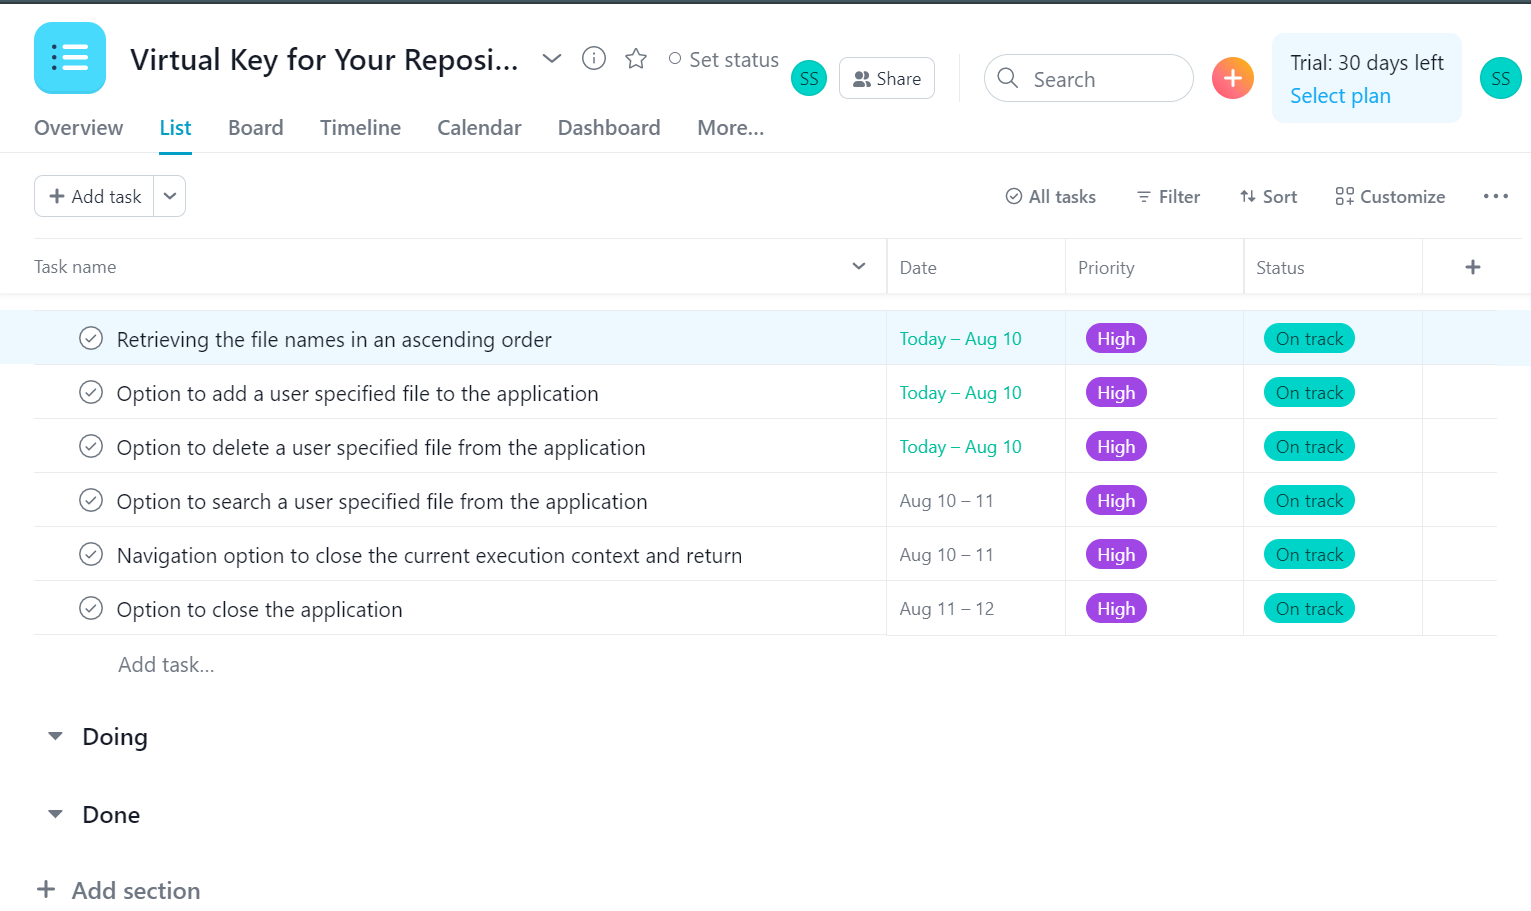 Virtual Key for Your Reposi...
Set status
SS
Share
Search
Trial: 30 days left
Select plan
SS
Overview List Board Timeline Calendar Dashboard More...
Add task
All tasks Filter Sort Customize
Task name Date Priority Status
Retrieving the file names in an ascending order Today – Aug 10 High On track
Option to add a user specified file to the application Today – Aug 10 High On track
Option to delete a user specified file from the application Today – Aug 10 High On track
Option to search a user specified file from the application Aug 10 – 11 High On track
Navigation option to close the current execution context and return Aug 10 – 11 High On track
Option to close the application Aug 11 – 12 High On track
Add task...
Doing
Done
Add section